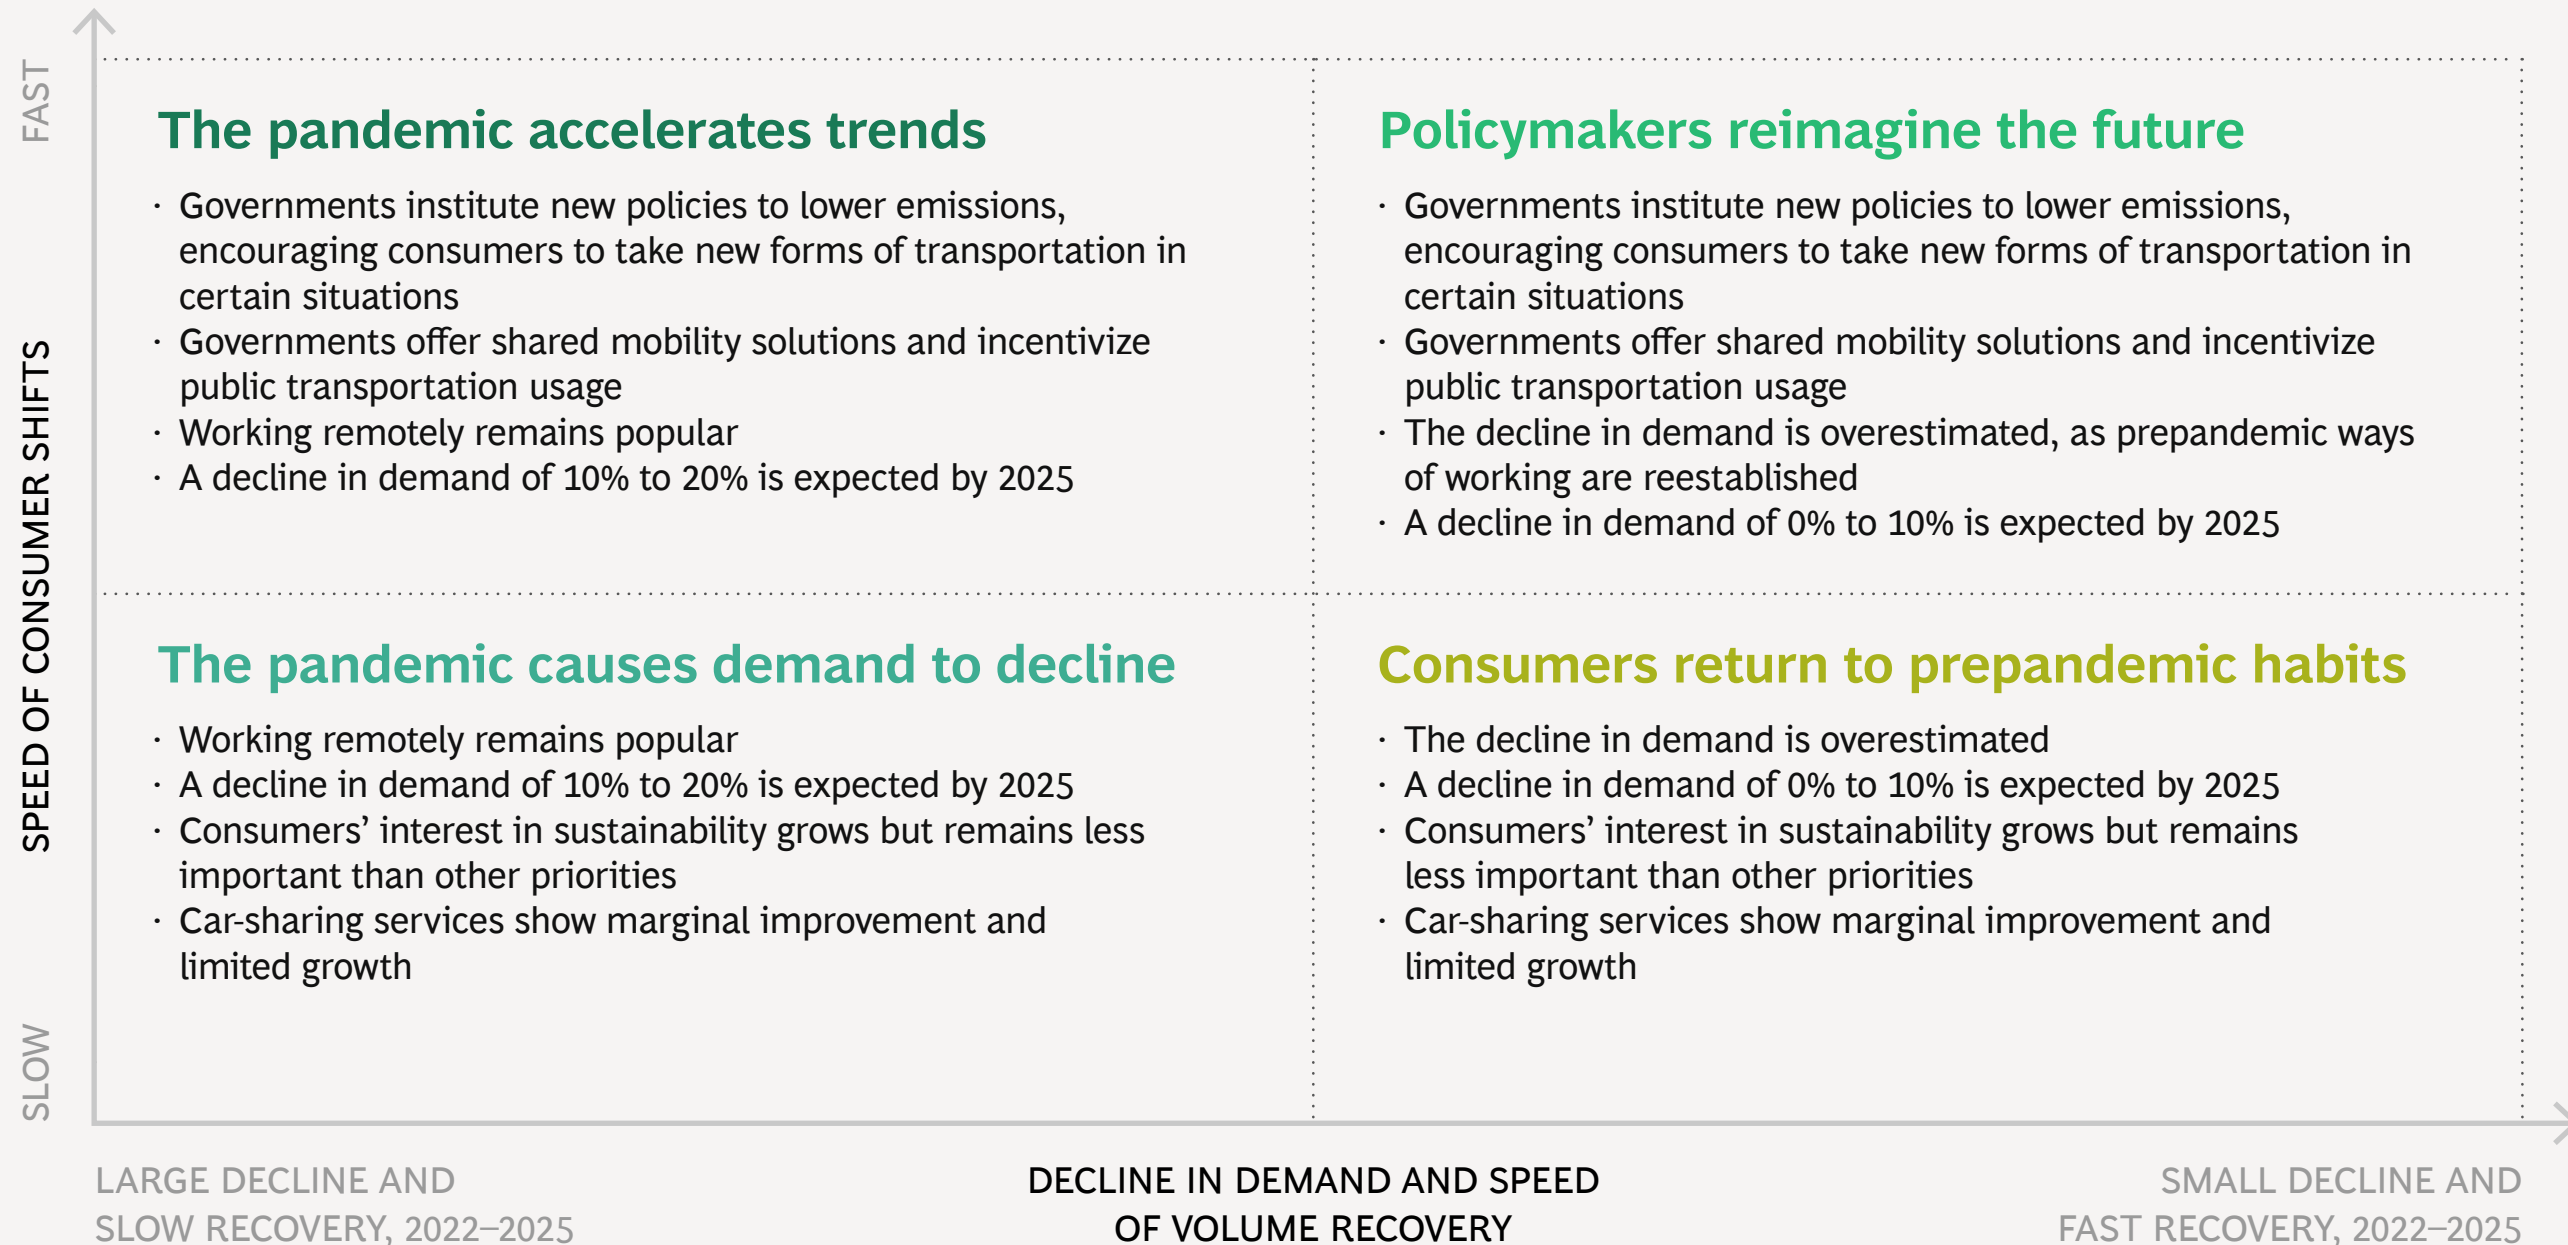 FAST
SPEED OF CONSUMER SHIFTS
SLOW
The pandemic accelerates trends
· Governments institute new policies to lower emissions,
encouraging consumers to take new forms of transportation in
certain situations
· Governments offer shared mobility solutions and incentivize
public transportation usage
· Working remotely remains popular
· A decline in demand of 10% to 20% is expected by 2025
Policymakers reimagine the future
· Governments institute new policies to lower emissions,
encouraging consumers to take new forms of transportation in
certain situations
· Governments offer shared mobility solutions and incentivize
public transportation usage
· The decline in demand is overestimated, as prepandemic ways
of working are reestablished
· A decline in demand of 0% to 10% is expected by 2025
The pandemic causes demand to decline
· Working remotely remains popular
· A decline in demand of 10% to 20% is expected by 2025
· Consumers’ interest in sustainability grows but remains less
important than other priorities
· Car-sharing services show marginal improvement and
limited growth
Consumers return to prepandemic habits
· The decline in demand is overestimated
· A decline in demand of 0% to 10% is expected by 2025
· Consumers’ interest in sustainability grows but remains
less important than other priorities
· Car-sharing services show marginal improvement and
limited growth
LARGE DECLINE AND
SLOW RECOVERY, 2022–2025
DECLINE IN DEMAND AND SPEED
OF VOLUME RECOVERY
SMALL DECLINE AND
FAST RECOVERY, 2022–2025